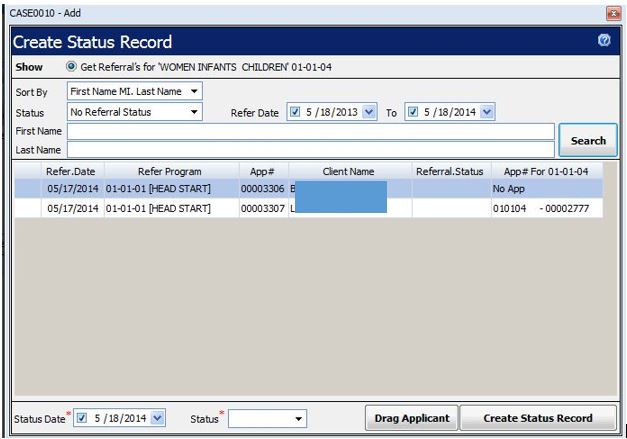 CASE0010 - Add
Create Status Record
Show Get Referral's for 'WOMEN INFANTS CHILDREN' 01-01-04
Sort By First Name MI. Last Name
Status No Referral Status Refer Date 5 /18/2013 To 5 /18/2014
First Name
Search
Last Name
Refer.Date Refer Program App# Client Name Referral.Status App# For 01-01-04
05/17/2014 01-01-01 [HEAD START] 00003306 B No App
05/17/2014 01-01-01 [HEAD START] 00003307 L 010104 - 00002777
Status Date* 5 /18/2014 Status* Drag Applicant Create Status Record